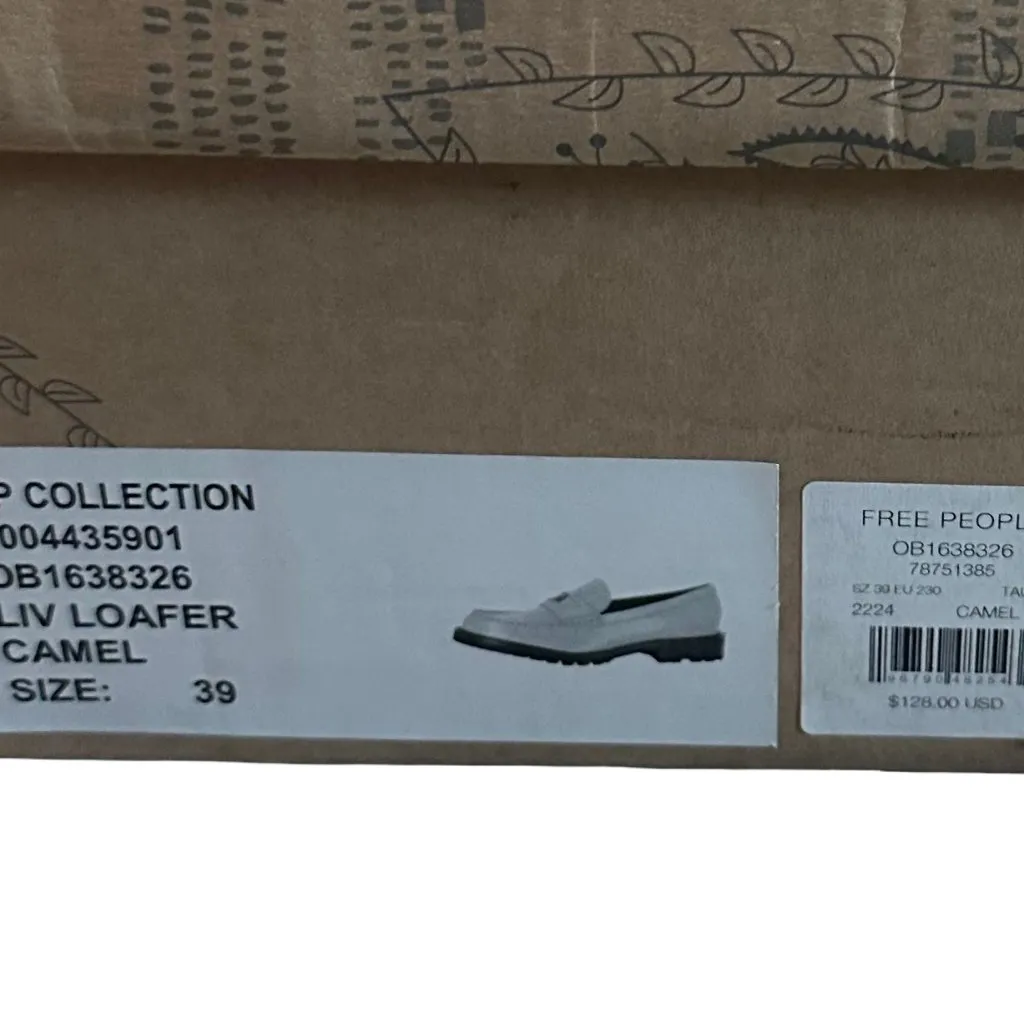 P COLLECTION
004435901
OB1638326
LIV LOAFER
CAMEL
SIZE: 39
FREE PEOPL
OB1638326
78751385
SZ 39 EU 230 TAL
2224 CAMEL
$128.00 USD